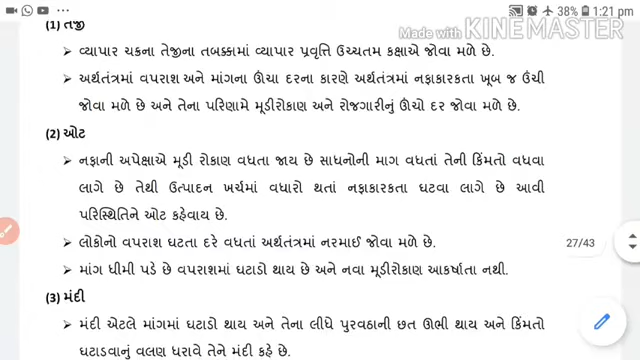 38% 1:21 pm
Made with KINEMASTER
(1) તેજી
➢ વ્યાપાર ચક્રના તેજીના તબક્કામાં વ્યાપાર પ્રવૃત્તિ ઉચ્ચતમ કક્ષાએ જોવા મળે છે.
➢ અર્થતંત્રમાં વપરાશ અને માંગના ઊંચા દરના કારણે અર્થતંત્રમાં નફાકારકતા ખૂબ જ ઉંચી
જોવા મળે છે અને તેના પરિણામે મૂડીરોકાણ અને રોજગારીનું ઊંચો દર જોવા મળે છે.
(2) ઓટ
➢ નફાની અપેક્ષાએ મૂડી રોકાણ વધતા જાય છે સાધનોની માગ વધતાં તેની કિંમતો વધવા
લાગે છે તેથી ઉત્પાદન ખર્ચમાં વધારો થતાં નફાકારકતા ઘટવા લાગે છે આવી
પરિસ્થિતિને ઓટ કહેવાય છે.
➢ લોકોનો વપરાશ ઘટતા દરે વધતાં અર્થતંત્રમાં નરમાઈ જોવા મળે છે.
27/43
➢ માંગ ધીમી પડે છે વપરાશમાં ઘટાડો થાય છે અને નવા મૂડીરોકાણ આકર્ષાતા નથી.
(3) મંદી
➢ મંદી એટલે માંગમાં ઘટાડો થાય અને તેના લીધે પુરવઠાની છત ઊભી થાય અને કિંમતો
ઘટાડવાનું વલણ ધરાવે તેને મંદી કહે છે.